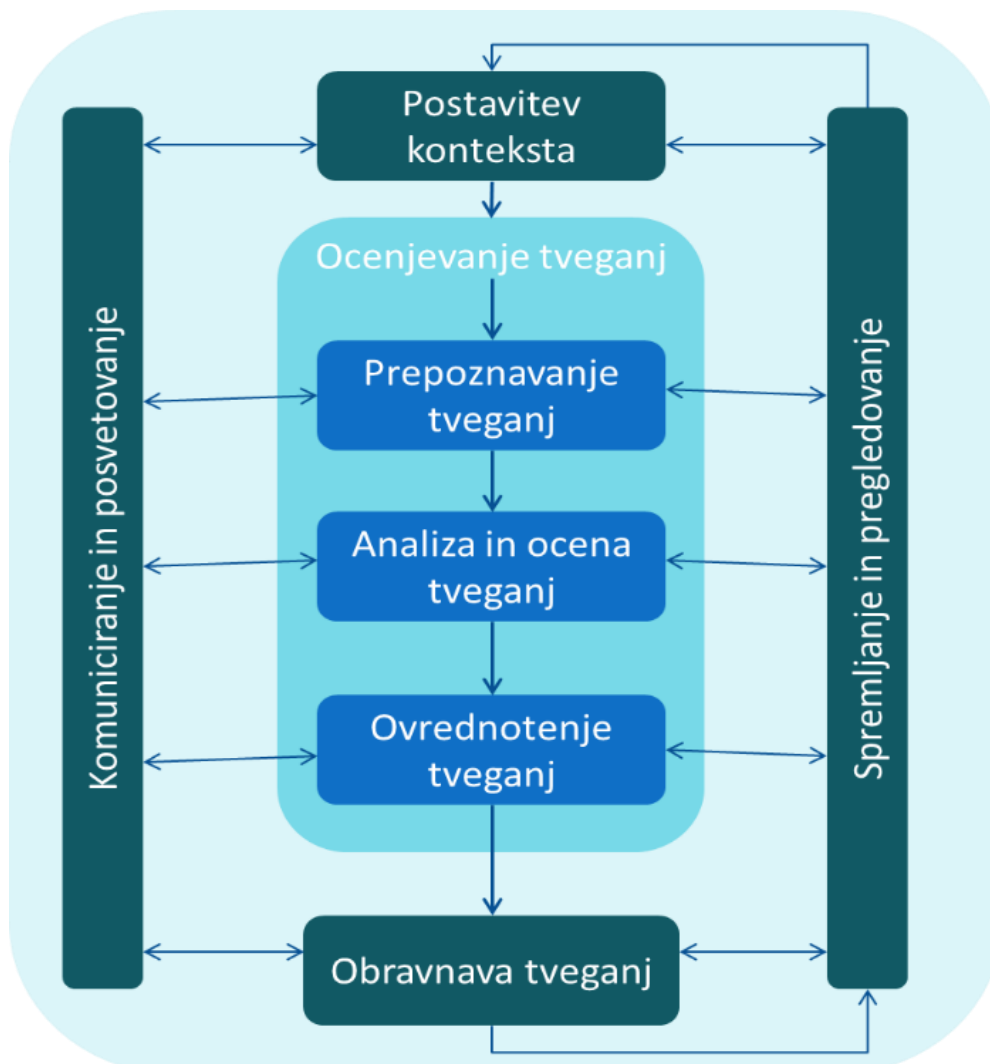 Postavitev
konteksta
Ocenjevanje tveganj
Prepoznavanje
tveganj
Analiza in ocena
tveganj
Ovrednotenje
tveganj
Obravnava tveganj
Komuniciranje in posvetovanje
Spremljanje in pregledovanje